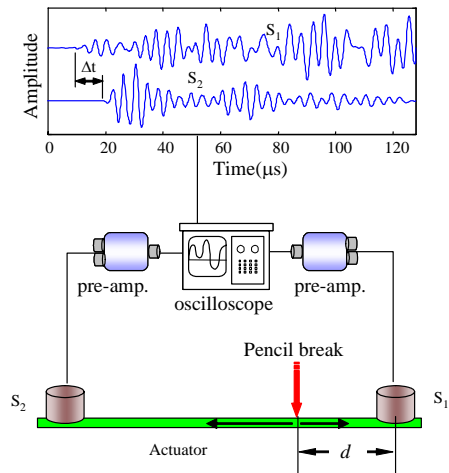 Amplitude
S1
Δt
S2
0 20 40 60 80 100 120
Time(μs)
pre-amp.
oscilloscope
pre-amp.
Pencil break
S2
S1
Actuator
d